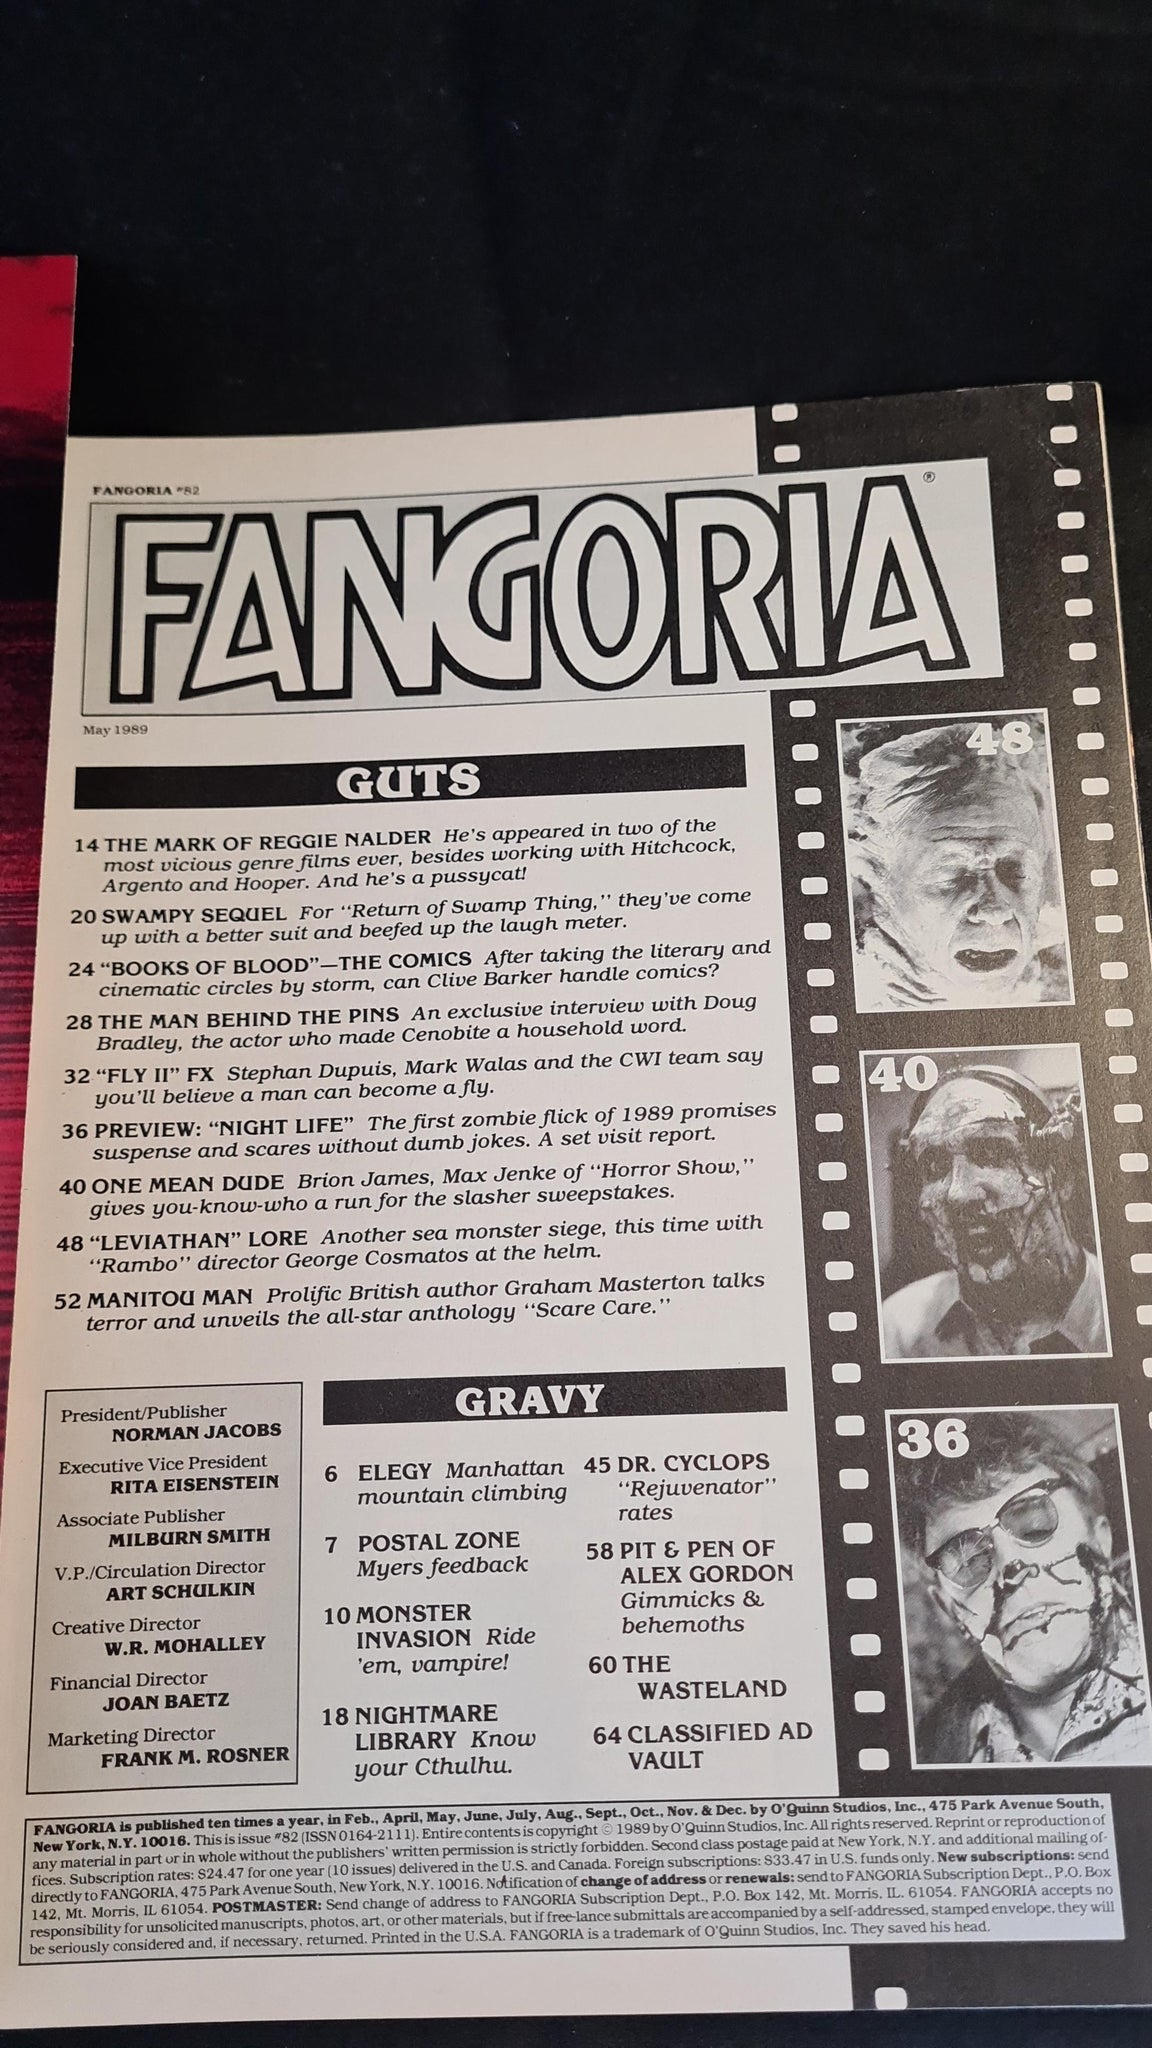 FANGORIA #82
FANGORIA®
May 1989
GUTS
14 THE MARK OF REGGIE NALDER He's appeared in two of the
most vicious genre films ever, besides working with Hitchcock,
Argento and Hooper. And he's a pussycat!
20 SWAMPY SEQUEL For "Return of Swamp Thing," they've come
up with a better suit and beefed up the laugh meter.
24 "BOOKS OF BLOOD"—THE COMICS After taking the literary and
cinematic circles by storm, can Clive Barker handle comics?
28 THE MAN BEHIND THE PINS An exclusive interview with Doug
Bradley, the actor who made Cenobite a household word.
32 "FLY II" FX Stephan Dupuis, Mark Walas and the CWI team say
you'll believe a man can become a fly.
36 PREVIEW: "NIGHT LIFE" The first zombie flick of 1989 promises
suspense and scares without dumb jokes. A set visit report.
40 ONE MEAN DUDE Brion James, Max Jenke of "Horror Show,"
gives you-know-who a run for the slasher sweepstakes.
48 "LEVIATHAN" LORE Another sea monster siege, this time with
"Rambo" director George Cosmatos at the helm.
52 MANITOU MAN Prolific British author Graham Masterton talks
terror and unveils the all-star anthology "Scare Care."
48
40
36
President/Publisher
NORMAN JACOBS
Executive Vice President
RITA EISENSTEIN
Associate Publisher
MILBURN SMITH
V.P./Circulation Director
ART SCHULKIN
Creative Director
W.R. MOHALLEY
Financial Director
JOAN BAETZ
Marketing Director
FRANK M. ROSNER
GRAVY
6 ELEGY Manhattan
mountain climbing
7 POSTAL ZONE
Myers feedback
10 MONSTER
INVASION Ride
'em, vampire!
18 NIGHTMARE
LIBRARY Know
your Cthulhu.
45 DR. CYCLOPS
"Rejuvenator"
rates
58 PIT & PEN OF
ALEX GORDON
Gimmicks &
behemoths
60 THE
WASTELAND
64 CLASSIFIED AD
VAULT
FANGORIA is published ten times a year, in Feb., April, May, June, July, Aug., Sept., Oct., Nov. & Dec. by O'Quinn Studios, Inc., 475 Park Avenue South,
New York, N.Y. 10016. This is issue #82 (ISSN 0164-2111). Entire contents is copyright © 1989 by O'Quinn Studios, Inc. All rights reserved. Reprint or reproduction of
any material in part or in whole without the publishers' written permission is strictly forbidden. Second class postage paid at New York, N.Y. and additional mailing of-
fices. Subscription rates: $24.47 for one year (10 issues) delivered in the U.S. and Canada. Foreign subscriptions: $33.47 in U.S. funds only. New subscriptions: send
directly to FANGORIA, 475 Park Avenue South, New York, N.Y. 10016. Notification of change of address or renewals: send to FANGORIA Subscription Dept., P.O. Box
142, Mt. Morris, IL 61054. POSTMASTER: Send change of address to FANGORIA Subscription Dept., P.O. Box 142, Mt. Morris, IL. 61054. FANGORIA accepts no
responsibility for unsolicited manuscripts, photos, art, or other materials, but if free-lance submittals are accompanied by a self-addressed, stamped envelope, they will
be seriously considered and, if necessary, returned. Printed in the U.S.A. FANGORIA is a trademark of O'Quinn Studios, Inc. They saved his head.